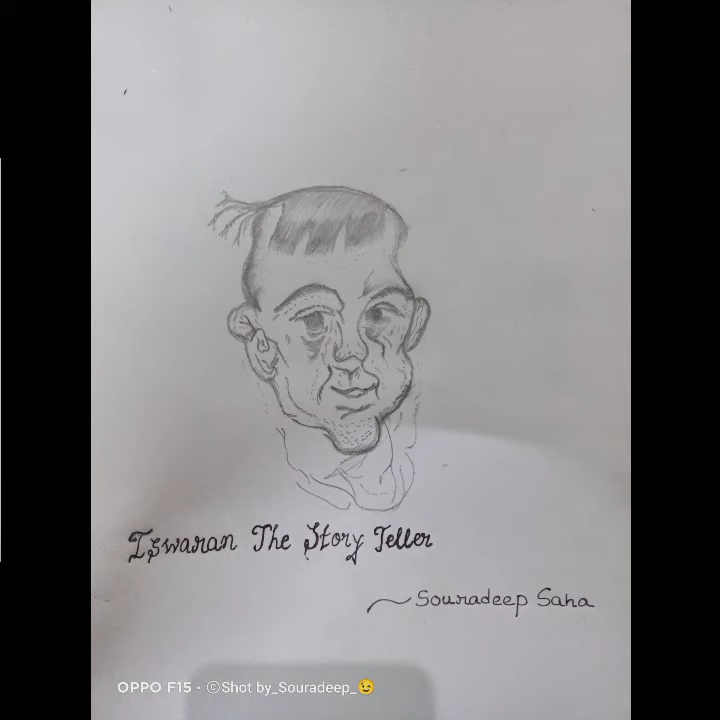 Iswaran The Story Teller
~Souradeep Saha
OPPO F15 - ©Shot by_Souradeep_😉